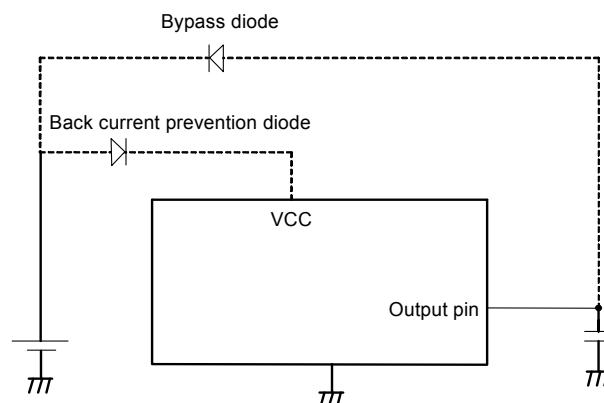 Bypass diode
Back current prevention diode
VCC
Output pin